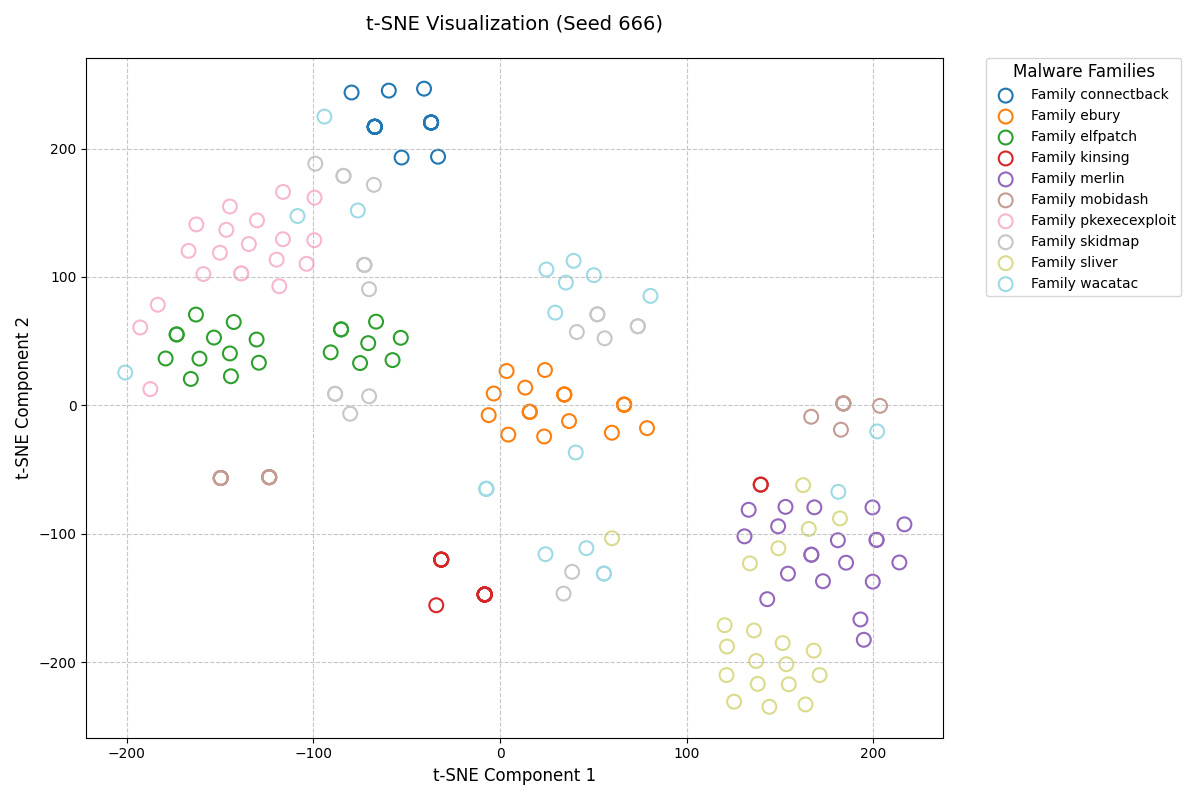 t-SNE Visualization (Seed 666)
Malware Families
Family connectback
Family ebury
Family elfpatch
Family kinsing
Family merlin
Family mobidash
Family pkexecexploit
Family skidmap
Family sliver
Family wacatac
t-SNE Component 2
200
100
0
−100
−200
−200 −100 0 100 200
t-SNE Component 1